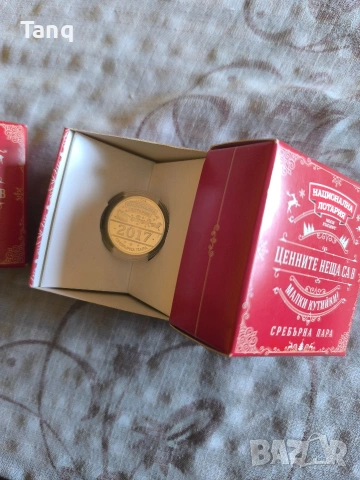 Tanq
НАЦИОНАЛНА
ЛОТАРИЯ
ЦЕННИТЕ НЕЩА СА В
МАЛКИ КУТИЙКИ!
СРЕБЪРНА ПАРА
2017
BAZAR